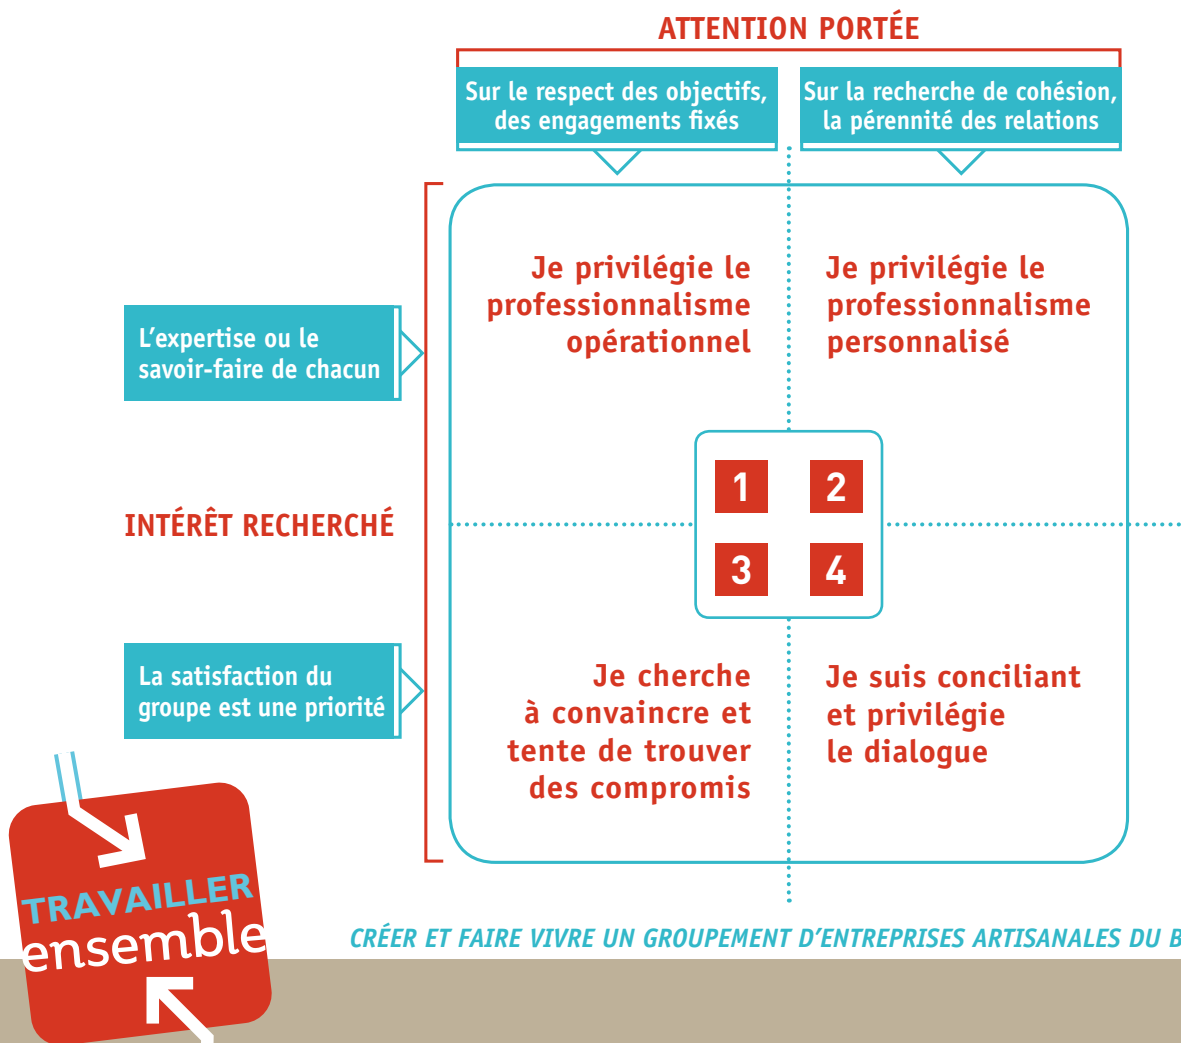 ATTENTION PORTÉE
Sur le respect des objectifs,
des engagements fixés
Sur la recherche de cohésion,
la pérennité des relations
Je privilégie le
professionnalisme
opérationnel
Je privilégie le
professionnalisme
personnalisé
L’expertise ou le
savoir-faire de chacun
1
2
INTÉRÊT RECHERCHÉ
3
4
La satisfaction du
groupe est une priorité
Je cherche
à convaincre et
tente de trouver
des compromis
Je suis conciliant
et privilégie
le dialogue
TRAVAILLER
ensemble
CRÉER ET FAIRE VIVRE UN GROUPEMENT D’ENTREPRISES ARTISANALES DU B